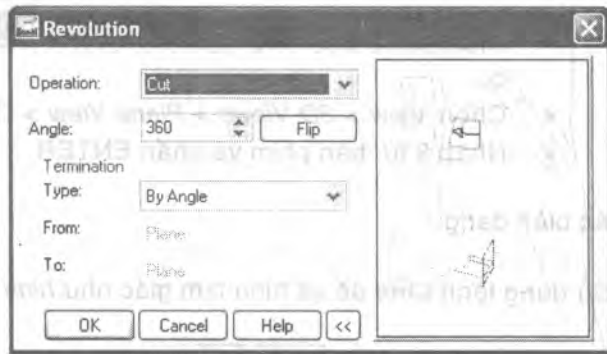 Revolution
Operation: Cut
Angle: 360 Flip
Termination
Type: By Angle
From: Plane
To: Plane
OK Cancel Help <<